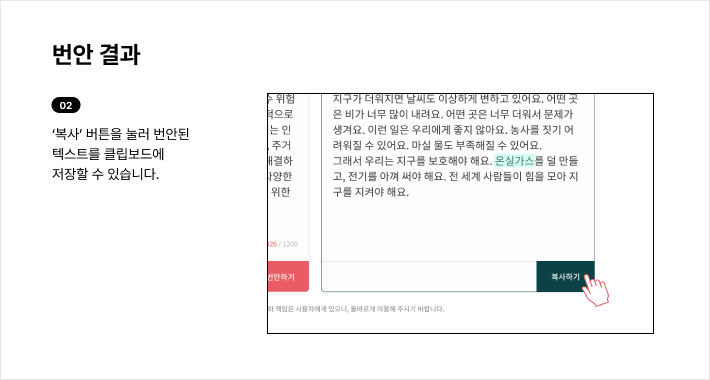 번안 결과
02
‘복사’ 버튼을 눌러 번안된
텍스트를 클립보드에
저장할 수 있습니다.
위험
적으로
는 인
, 주거
해결하
다양한
위한
/ 1200
번안하기
지구가 더워지면 날씨도 이상하게 변하고 있어요. 어떤 곳
은 비가 너무 많이 내려요. 어떤 곳은 너무 더워서 문제가
생겨요. 이런 일은 우리에게 좋지 않아요. 농사를 짓기 어
려워질 수 있어요. 마실 물도 부족해질 수 있어요.
그래서 우리는 지구를 보호해야 해요. 온실가스를 덜 만들
고, 전기를 아껴 써야 해요. 전 세계 사람들이 힘을 모아 지
구를 지켜야 해요.
복사하기
와 책임은 사용자에게 있으니, 올바르게 이용해 주시기 바랍니다.